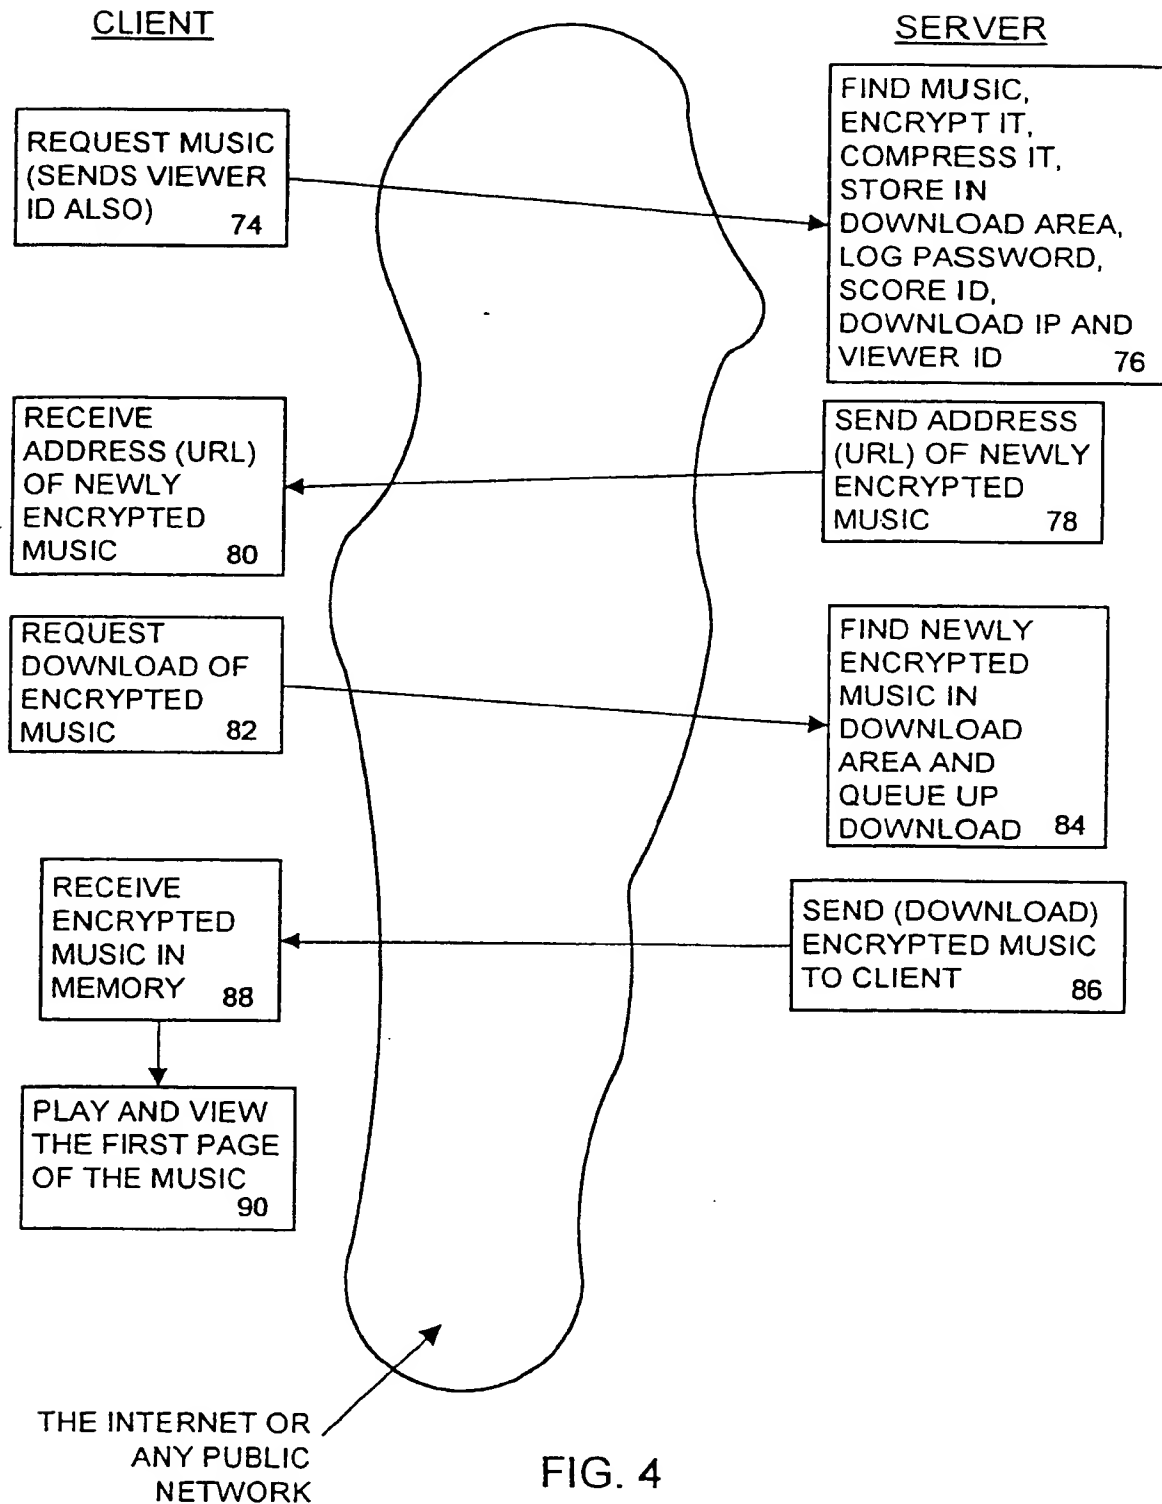 CLIENT
SERVER
REQUEST MUSIC
(SENDS VIEWER
ID ALSO)
74
FIND MUSIC,
ENCRYPT IT,
COMPRESS IT,
STORE IN
DOWNLOAD AREA,
LOG PASSWORD,
SCORE ID,
DOWNLOAD IP AND
VIEWER ID
76
RECEIVE
ADDRESS (URL)
OF NEWLY
ENCRYPTED
MUSIC
80
SEND ADDRESS
(URL) OF NEWLY
ENCRYPTED
MUSIC
78
REQUEST
DOWNLOAD OF
ENCRYPTED
MUSIC
82
FIND NEWLY
ENCRYPTED
MUSIC IN
DOWNLOAD
AREA AND
QUEUE UP
DOWNLOAD
84
RECEIVE
ENCRYPTED
MUSIC IN
MEMORY
88
SEND (DOWNLOAD)
ENCRYPTED MUSIC
TO CLIENT
86
PLAY AND VIEW
THE FIRST PAGE
OF THE MUSIC
90
THE INTERNET OR
ANY PUBLIC
NETWORK
FIG. 4